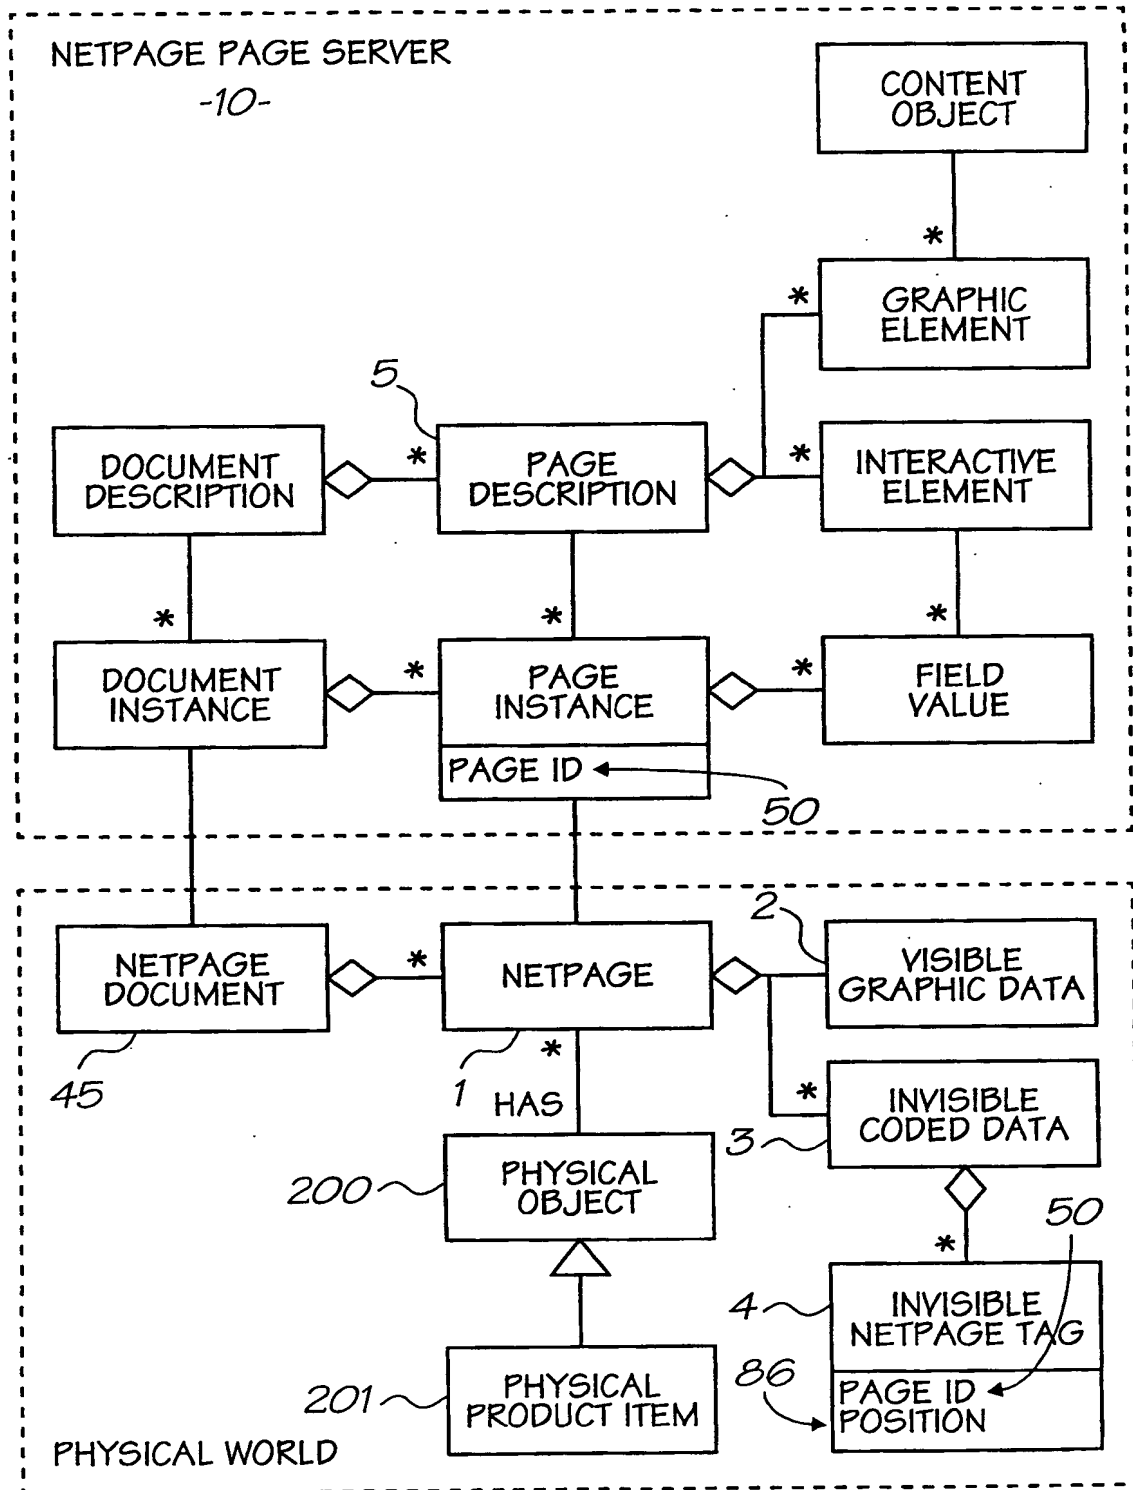 NETPAGE PAGE SERVER
-10-
CONTENT
OBJECT
*
GRAPHIC
ELEMENT
*
5
DOCUMENT
DESCRIPTION
*
PAGE
DESCRIPTION
*
INTERACTIVE
ELEMENT
*
*
*
DOCUMENT
INSTANCE
*
PAGE
INSTANCE
*
FIELD
VALUE
PAGE ID
50
NETPAGE
DOCUMENT
*
NETPAGE
2
VISIBLE
GRAPHIC DATA
45
1
*
HAS
*
3
INVISIBLE
CODED DATA
200
PHYSICAL
OBJECT
*
50
4
INVISIBLE
NETPAGE TAG
86
PAGE ID
POSITION
201
PHYSICAL
PRODUCT ITEM
PHYSICAL WORLD